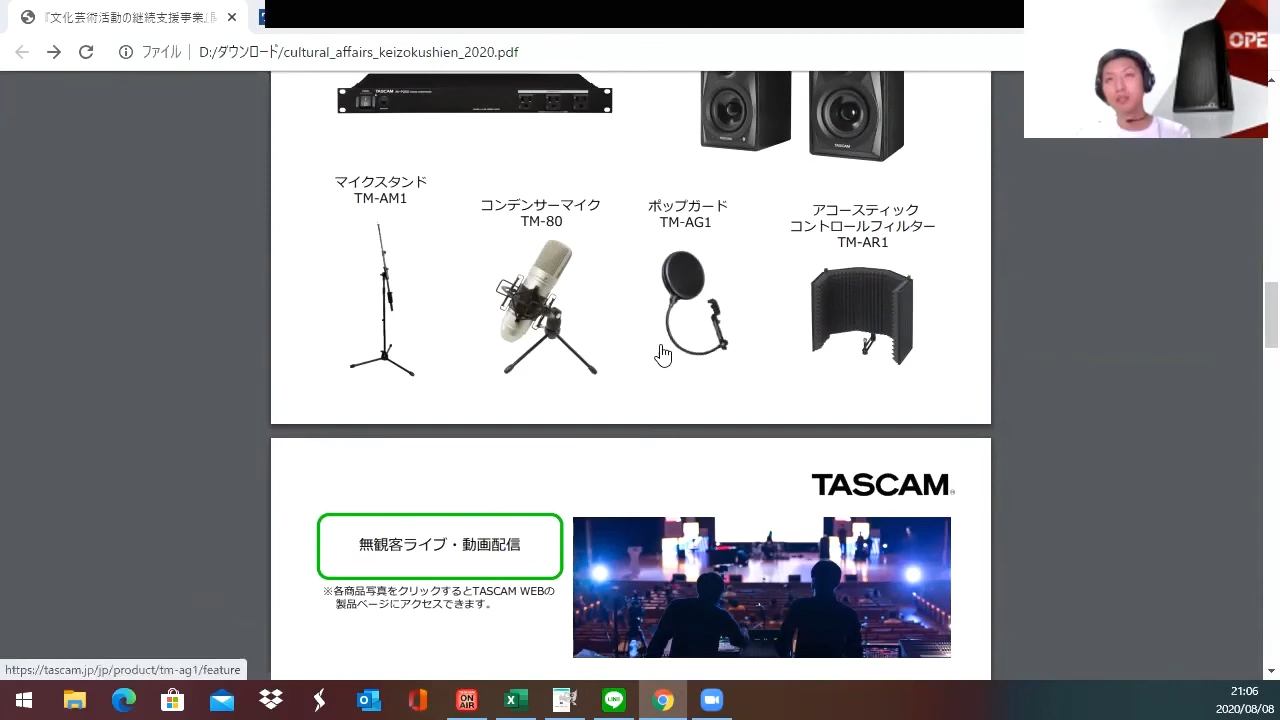 『文化芸術活動の継続支援事業』
ファイル
D:/ダウンロード/cultural_affairs_keizokushien_2020.pdf
OPE
TASCAM
TASCAM
マイクスタンド
TM-AM1
コンデンサーマイク
TM-80
ポップガード
TM-AG1
アコースティック
コントロールフィルター
TM-AR1
TASCAM
無観客ライブ・動画配信
※各商品写真をクリックするとTASCAM WEBの
製品ページにアクセスできます。
https://tascam.jp/jp/product/tm-ag1/feature
ON
AIR
LINE
21:06
2020/08/08